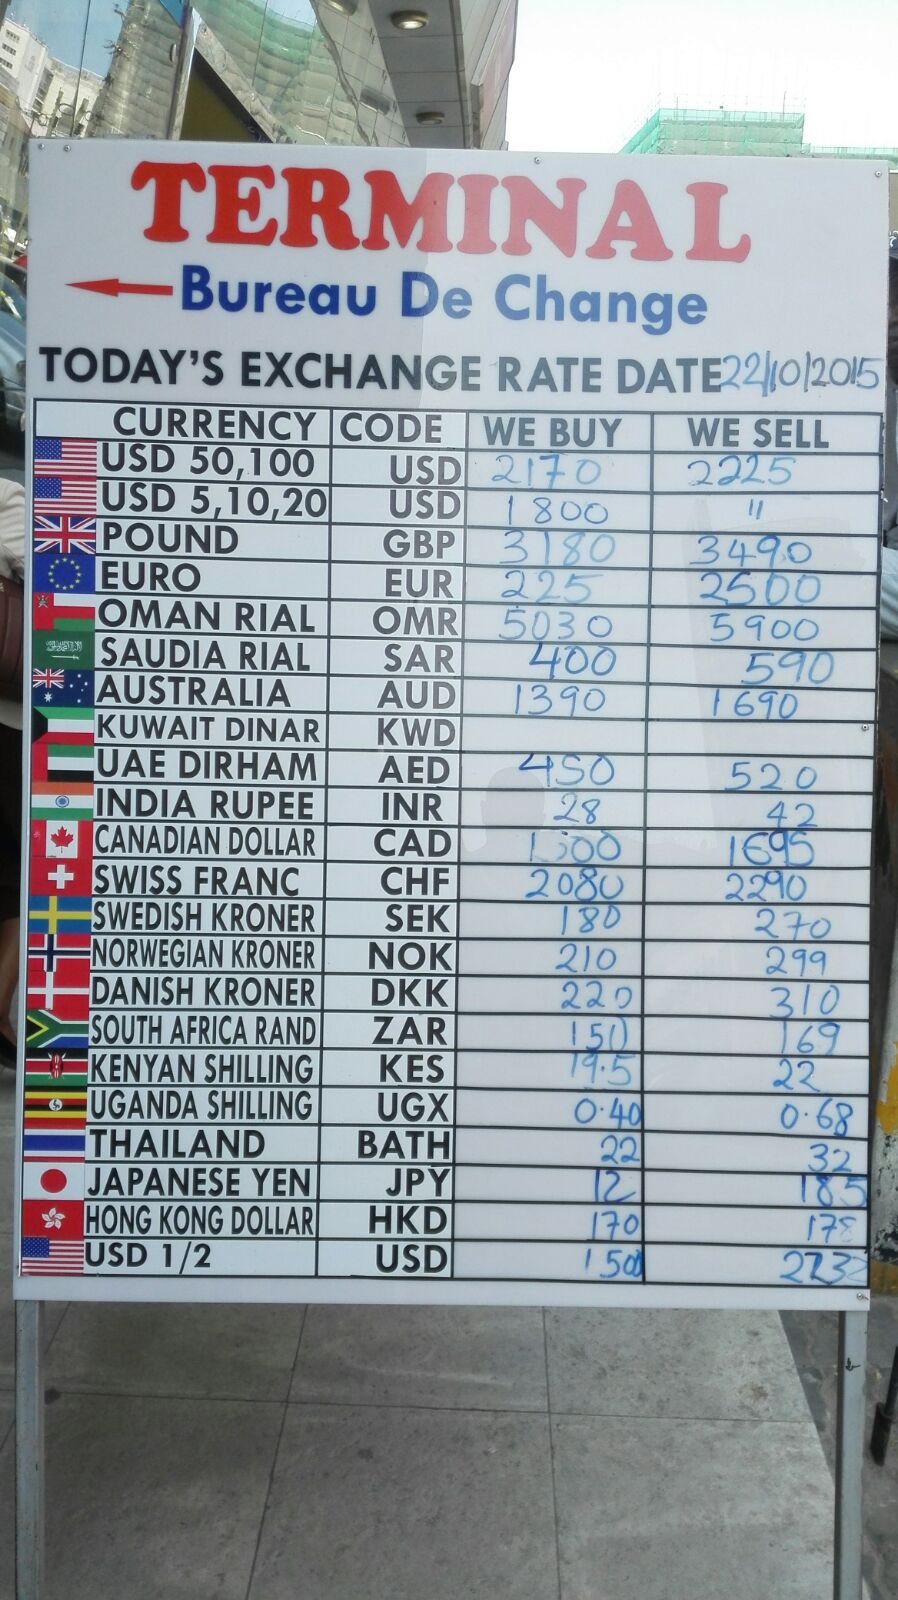 TERMINAL
Bureau De Change
TODAY'S EXCHANGE RATE DATE 22/10/2015
CURRENCY CODE WE BUY WE SELL
USD 50,100 USD 2170 2225
USD 5,10,20 USD 1800 "
POUND GBP 3180 3490
EURO EUR 225 2500
OMAN RIAL OMR 5030 5900
SAUDIA RIAL SAR 400 590
AUSTRALIA AUD 1390 1690
KUWAIT DINAR KWD
UAE DIRHAM AED 450 520
INDIA RUPEE INR 28 42
CANADIAN DOLLAR CAD 1695
SWISS FRANC CHF 2080 2290
SWEDISH KRONER SEK 180 270
NORWEGIAN KRONER NOK 210 299
DANISH KRONER DKK 220 310
SOUTH AFRICA RAND ZAR 150 169
KENYAN SHILLING KES 19.5 22
UGANDA SHILLING UGX 0.40 0.68
THAILAND BATH 22 32
JAPANESE YEN JPY 12 18.5
HONG KONG DOLLAR HKD 170 178
USD 1/2 USD 1500